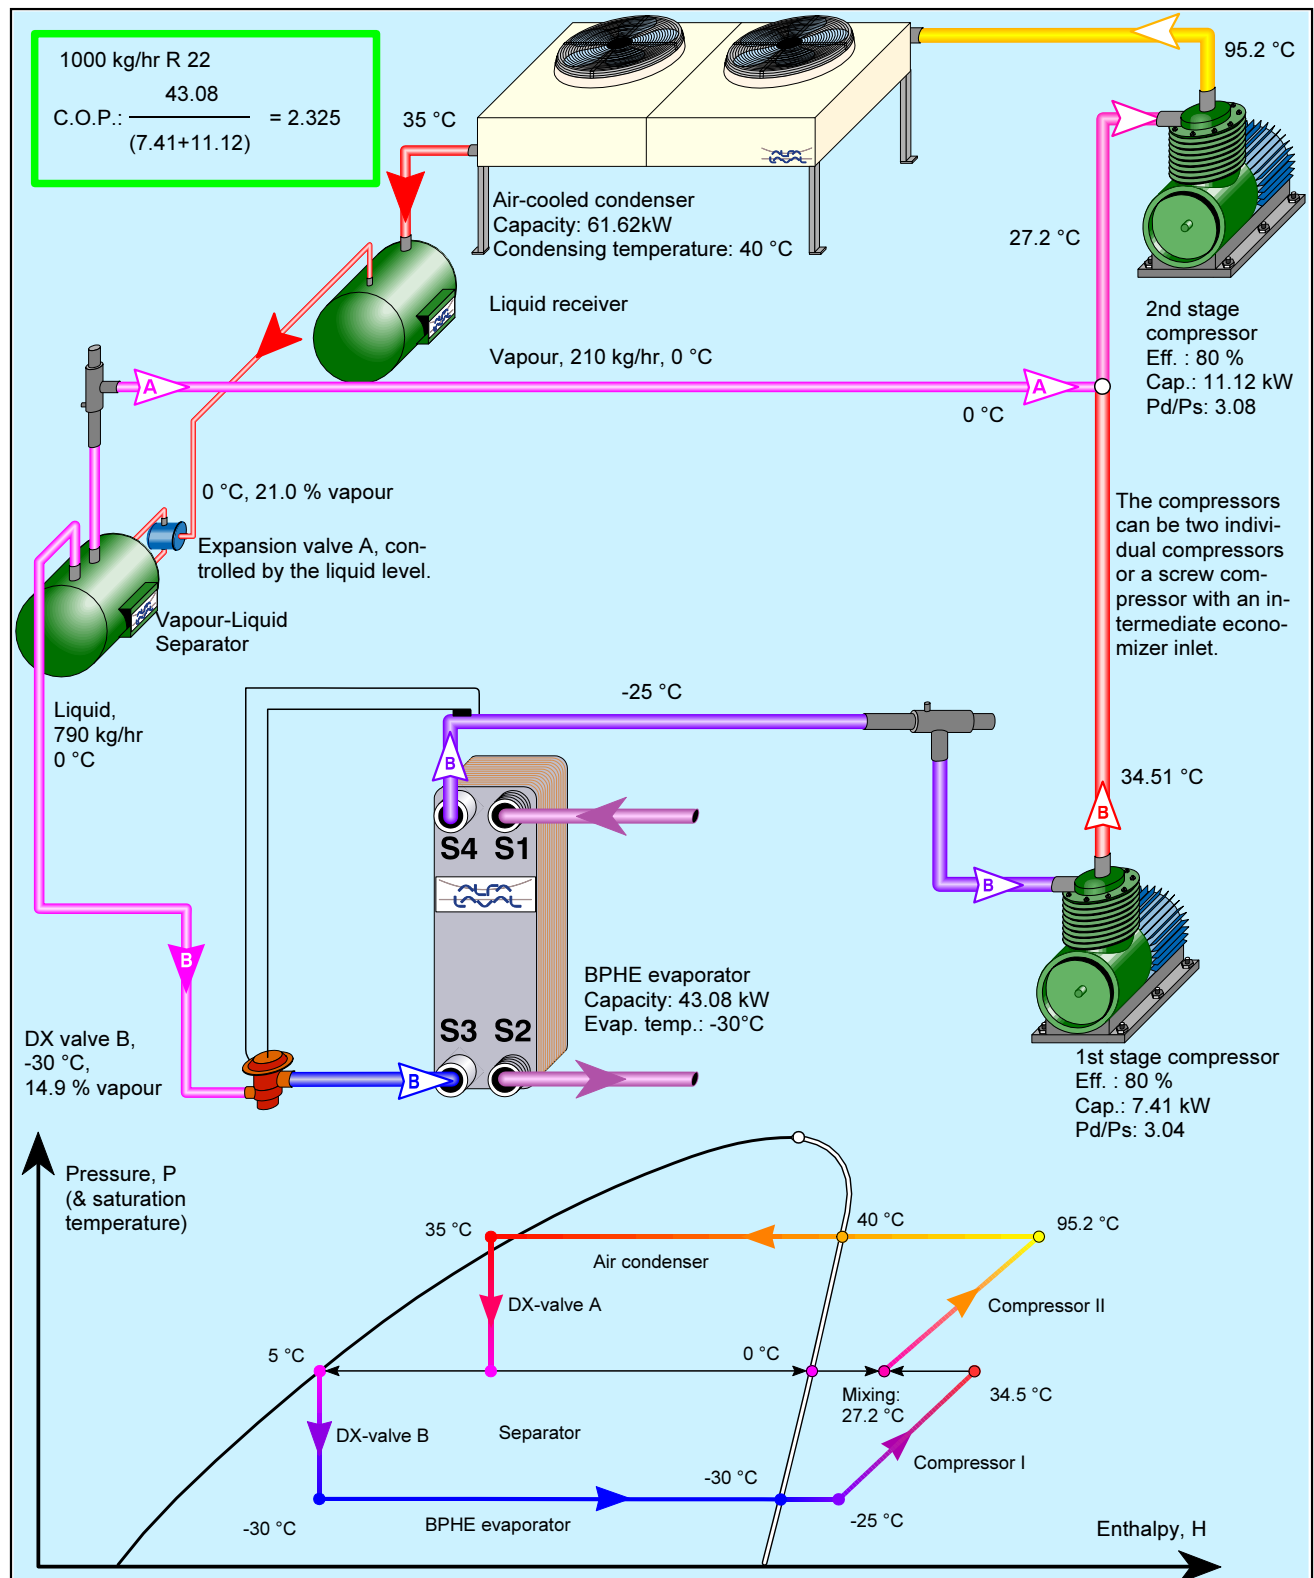 1000 kg/hr R 22
43.08
C.O.P.: = 2.325
(7.41+11.12)
35 °C
95.2 °C
ALFA
LAVAL
Air-cooled condenser
Capacity: 61.62kW
Condensing temperature: 40 °C
27.2 °C
Liquid receiver
2nd stage
compressor
Eff. : 80 %
Cap.: 11.12 kW
Pd/Ps: 3.08
Vapour, 210 kg/hr, 0 °C
A
A
0 °C
0 °C, 21.0 % vapour
Expansion valve A, con-
trolled by the liquid level.
The compressors
can be two indivi-
dual compressors
or a screw com-
pressor with an in-
termediate econo-
mizer inlet.
Vapour-Liquid
Separator
Liquid,
790 kg/hr
0 °C
-25 °C
B
34.51 °C
B
S4 S1
ALFA
LAVAL
B
B
BPHE evaporator
Capacity: 43.08 kW
Evap. temp.: -30°C
S3 S2
DX valve B,
-30 °C,
14.9 % vapour
B
1st stage compressor
Eff. : 80 %
Cap.: 7.41 kW
Pd/Ps: 3.04
Pressure, P
(& saturation
temperature)
35 °C
40 °C
95.2 °C
Air condenser
DX-valve A
Compressor II
5 °C
0 °C
Mixing:
27.2 °C
34.5 °C
DX-valve B
Separator
Compressor I
-30 °C
-30 °C
BPHE evaporator
-25 °C
Enthalpy, H